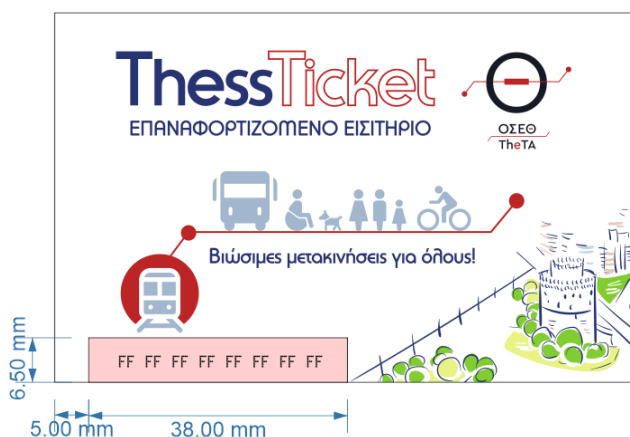 ThessTicket
ΕΠΑΝΑΦΟΡΤΙΖΟΜΕΝΟ ΕΙΣΙΤΗΡΙΟ
ΟΣΕΘ
TheTA
Βιώσιμες μετακινήσεις για όλους!
6.50 mm
FF FF FF FF FF FF FF FF
5.00 mm
38.00 mm